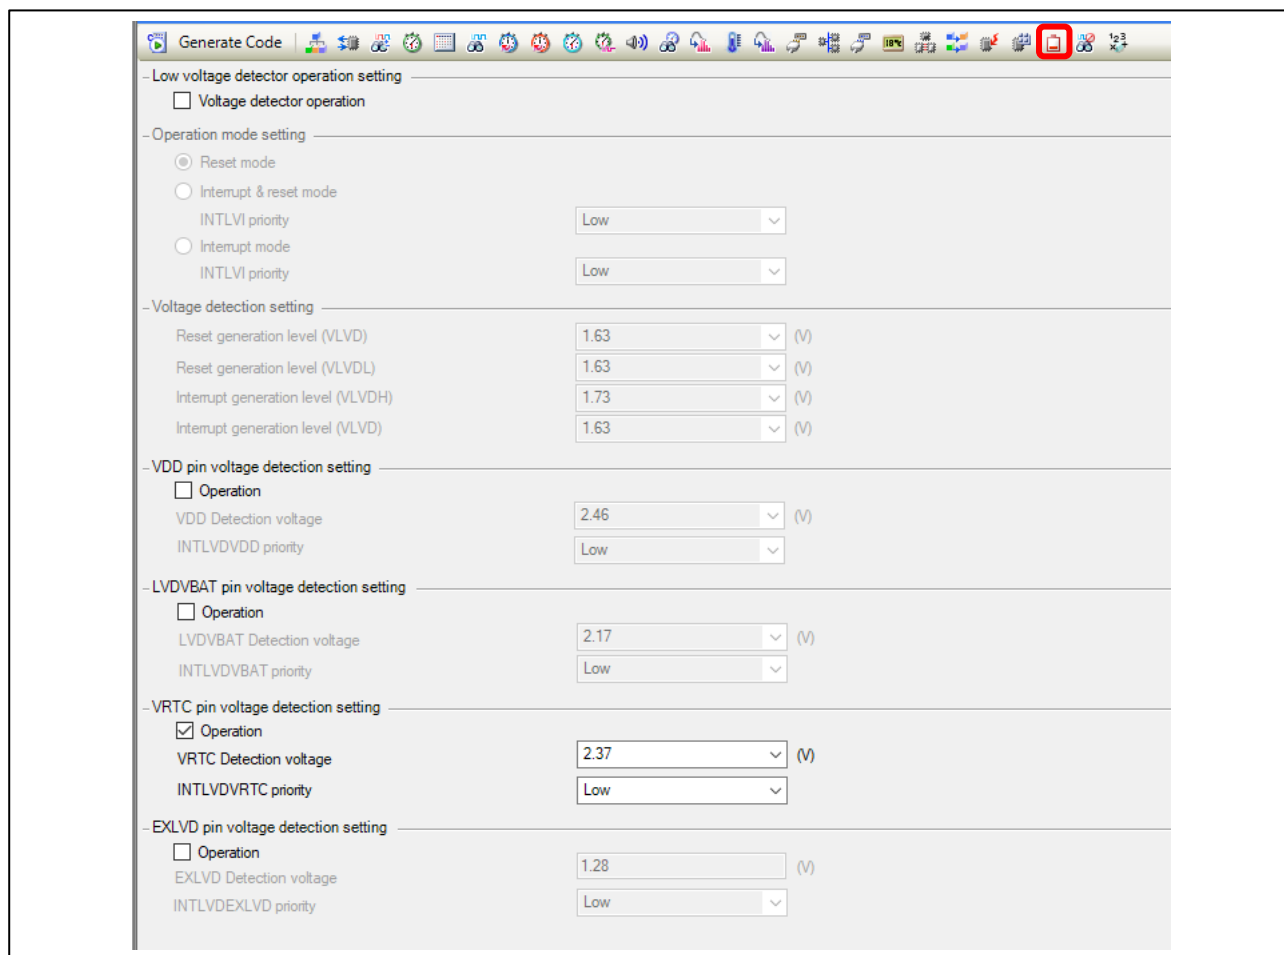 Generate Code
Low voltage detector operation setting
Voltage detector operation
Operation mode setting
Reset mode
Interrupt & reset mode
INTLVI priority Low
Interrupt mode
INTLVI priority Low
Voltage detection setting
Reset generation level (VLVD) 1.63 (V)
Reset generation level (VLVDL) 1.63 (V)
Interrupt generation level (VLVDH) 1.73 (V)
Interrupt generation level (VLVD) 1.63 (V)
VDD pin voltage detection setting
Operation
VDD Detection voltage 2.46 (V)
INTLVDVDD priority Low
LVDVBAT pin voltage detection setting
Operation
LVDVBAT Detection voltage 2.17 (V)
INTLVDVBAT priority Low
VRTC pin voltage detection setting
Operation
VRTC Detection voltage 2.37 (V)
INTLVDVRTC priority Low
EXLVD pin voltage detection setting
Operation
EXLVD Detection voltage 1.28 (V)
INTLVDEXLVD priority Low